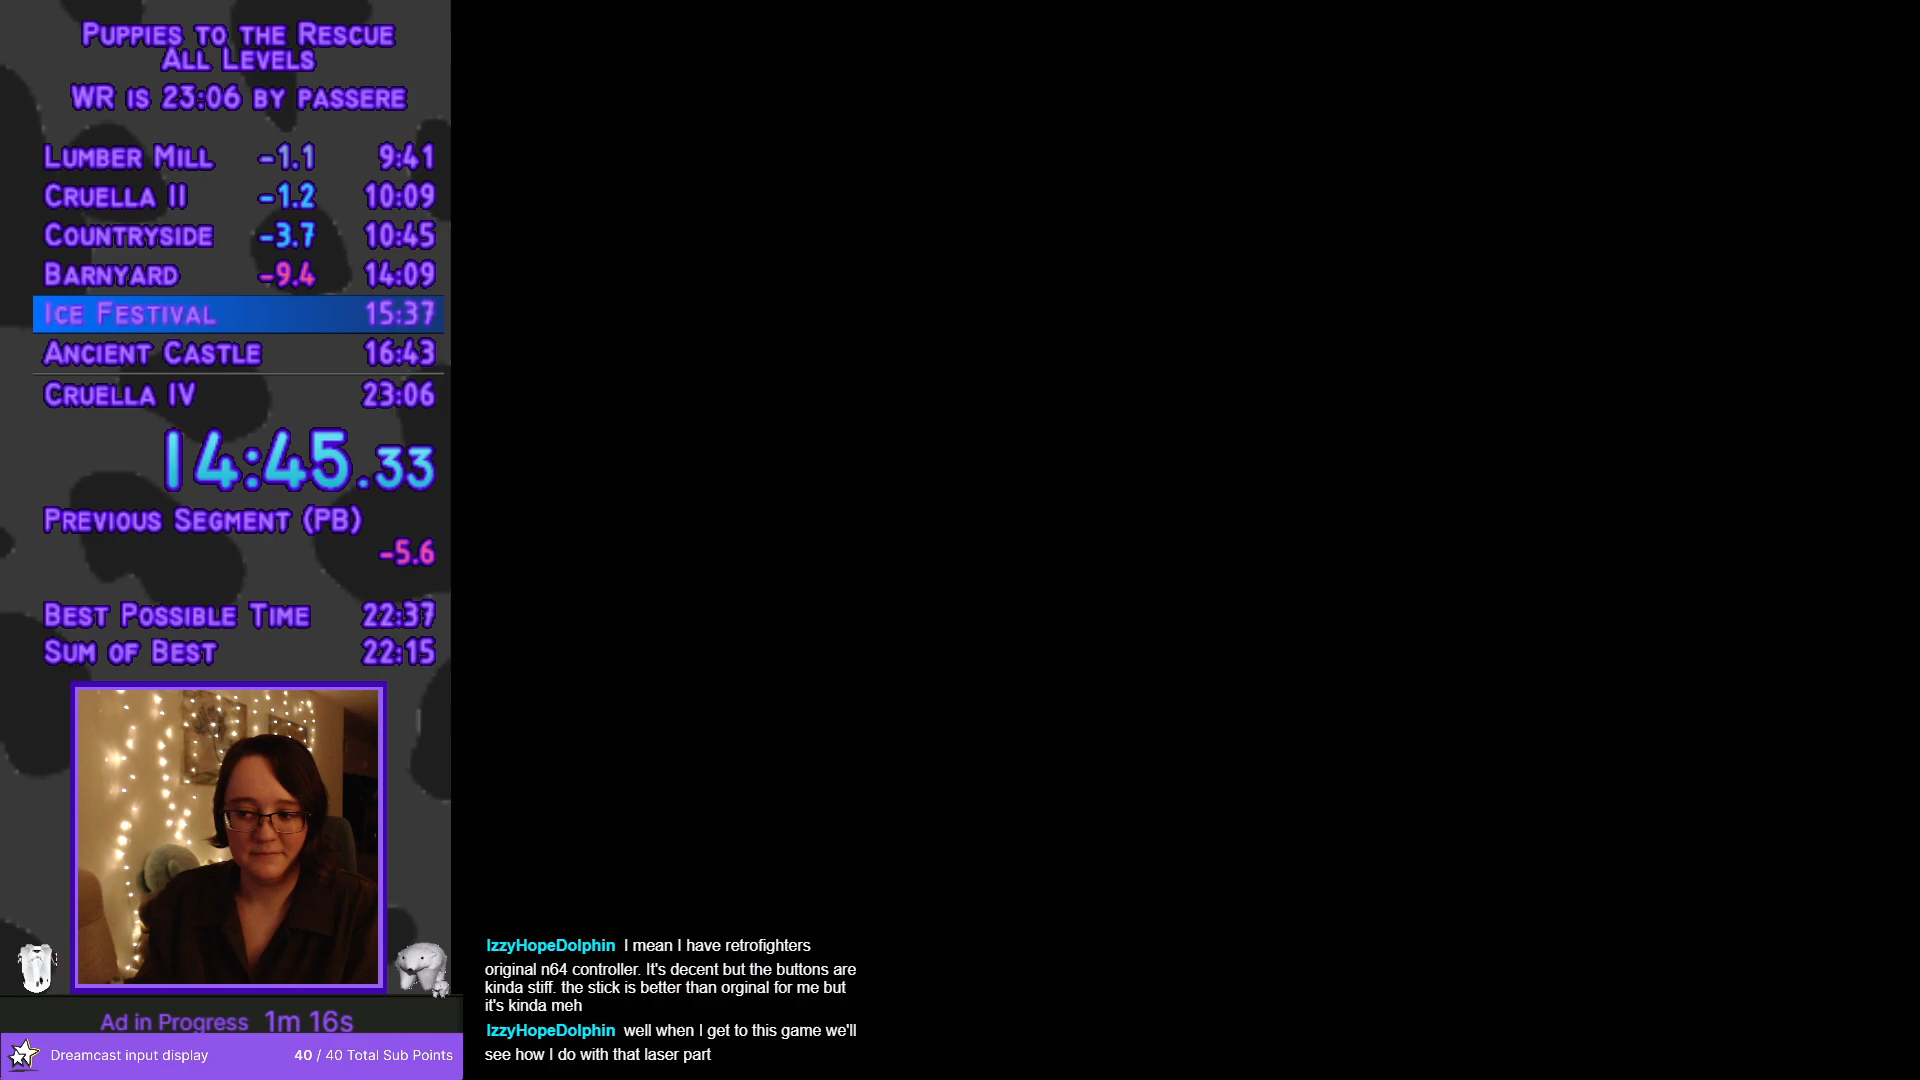 Puppies to the Rescue
All Levels
WR is 23:06 by passere
Lumber Mill -1.1 9:41
Cruella II -1.2 10:09
Countryside -3.7 10:45
Barnyard -9.4 14:09
Ice Festival 15:37
Ancient Castle 16:43
Cruella IV 23:06
14:45.33
Previous Segment (PB)
-5.6
Best Possible Time 22:37
Sum of Best 22:15
Ad in Progress 1m 16s
Dreamcast input display 40 / 40 Total Sub Points
IzzyHopeDolphin I mean I have retrofighters
original n64 controller. It's decent but the buttons are
kinda stiff. the stick is better than orginal for me but
it's kinda meh
IzzyHopeDolphin well when I get to this game we'll
see how I do with that laser part